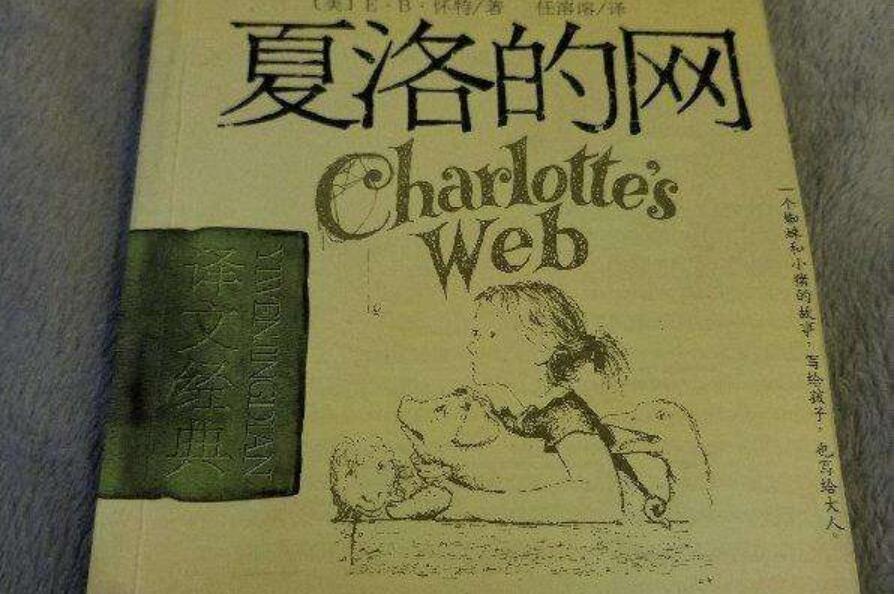 〔美〕E·B·怀特/著 任溶溶/译
夏洛的网
Charlotte's
Web
一个蜘蛛和小猪的故事，写给孩子，也写给大人。
译文经典
YIWENJINGDIAN